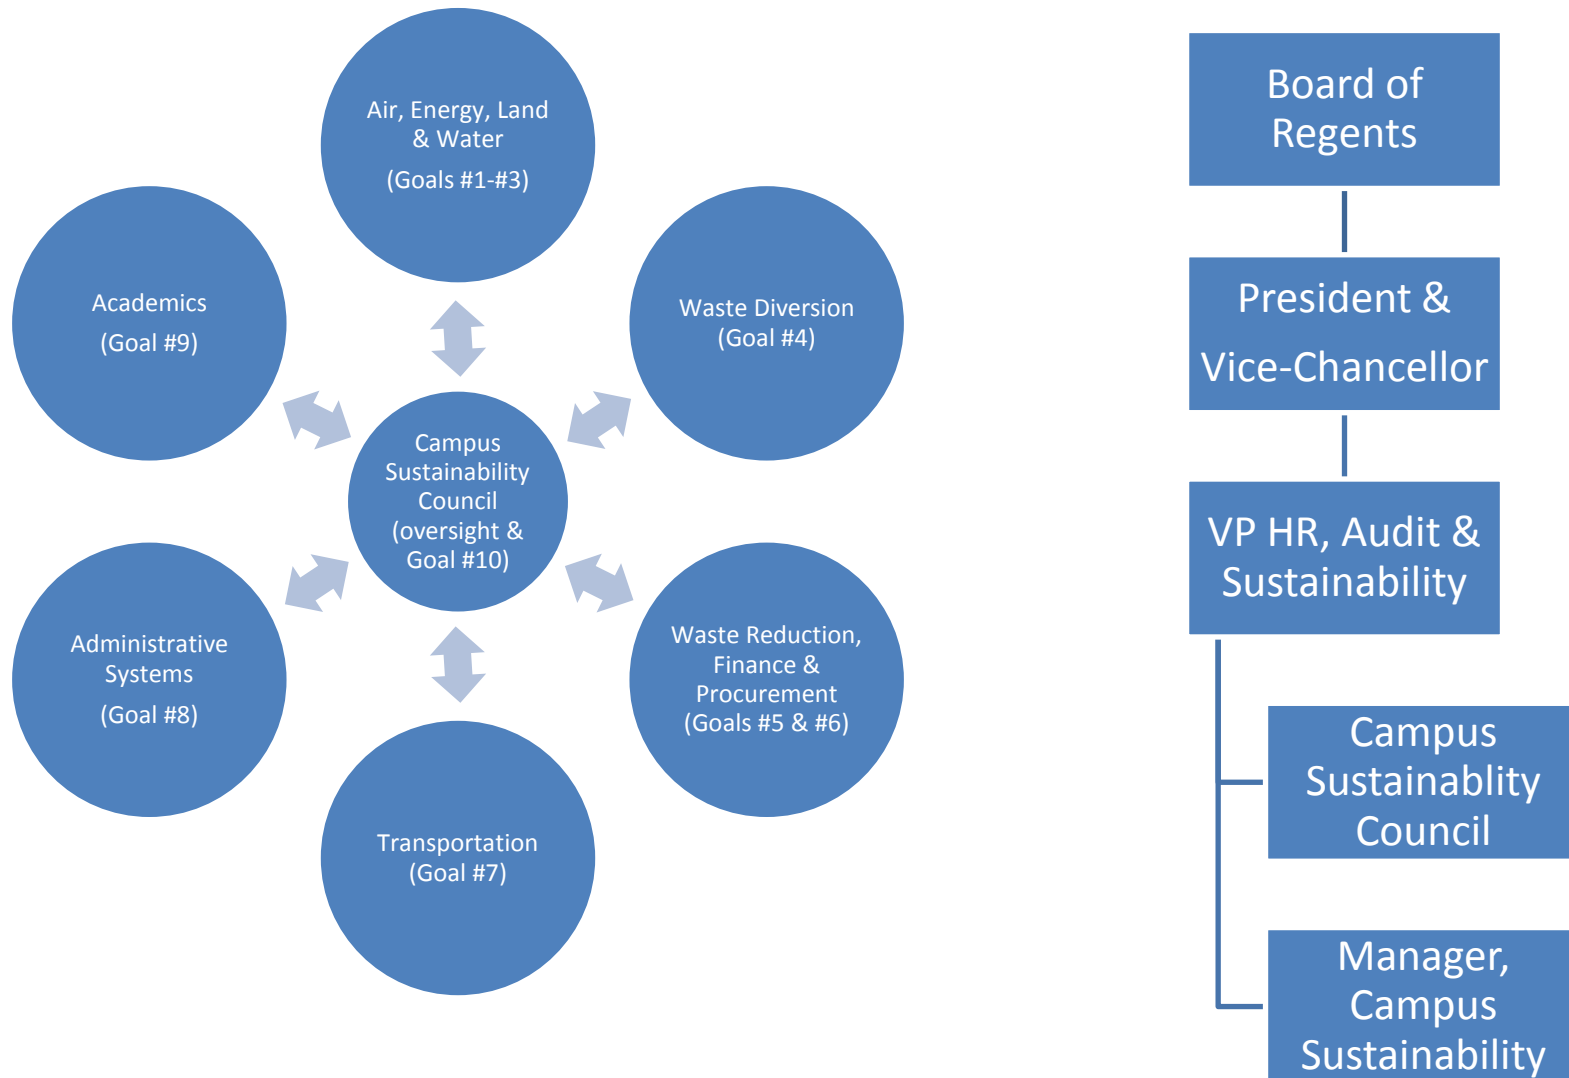 Air, Energy, Land
& Water
(Goals #1-#3)
Waste Diversion
(Goal #4)
Waste Reduction,
Finance &
Procurement
(Goals #5 & #6)
Transportation
(Goal #7)
Administrative
Systems
(Goal #8)
Academics
(Goal #9)
Campus
Sustainability
Council
(oversight &
Goal #10)
Board of
Regents
President &
Vice-Chancellor
VP HR, Audit &
Sustainability
Campus
Sustainablity
Council
Manager,
Campus
Sustainability